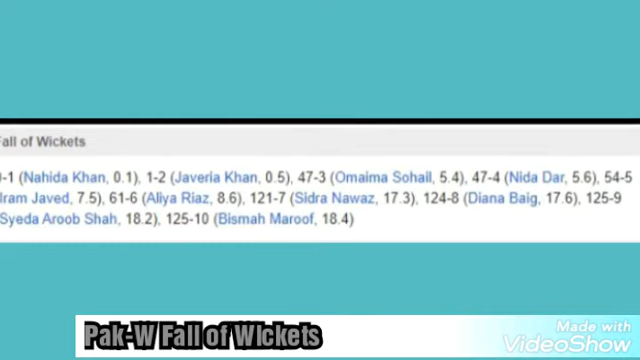 Fall of Wickets
0-1 (Nahida Khan, 0.1), 1-2 (Javeria Khan, 0.5), 47-3 (Omaima Sohail, 5.4), 47-4 (Nida Dar, 5.6), 54-5
Iram Javed, 7.5), 61-6 (Aliya Riaz, 8.6), 121-7 (Sidra Nawaz, 17.3), 124-8 (Diana Baig, 17.6), 125-9
Syeda Aroob Shah, 18.2), 125-10 (Bismah Maroof, 18.4)
Pak-W Fall of Wickets
Made with
VideoShow